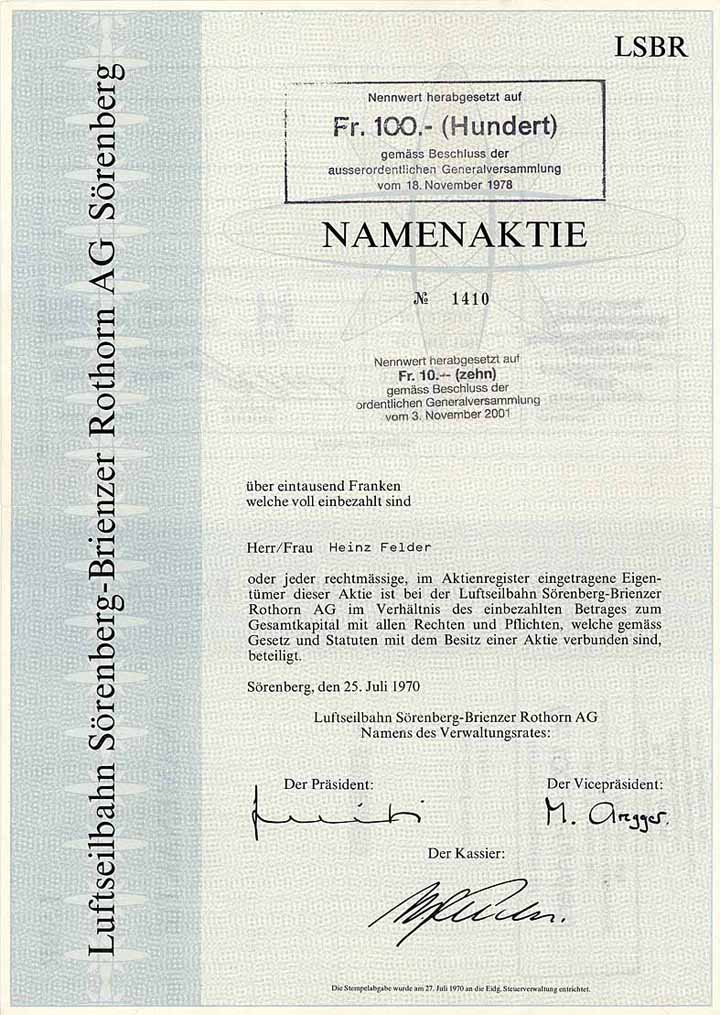 LSBR
Luftseilbahn Sörenberg-Brienzer Rothorn AG Sörenberg
Nennwert herabgesetzt auf
Fr. 100.- (Hundert)
gemäss Beschluss der
ausserordentlichen Generalversammlung
vom 18. November 1978
NAMENAKTIE
№ 1410
Nennwert herabgesetzt auf
Fr. 10.-- (zehn)
gemäss Beschluss der
ordentlichen Generalversammlung
vom 3. November 2001
über eintausend Franken
welche voll einbezahlt sind
Herr/Frau Heinz Felder
oder jeder rechtmässige, im Aktienregister eingetragene Eigen-
tümer dieser Aktie ist bei der Luftseilbahn Sörenberg-Brienzer
Rothorn AG im Verhältnis des einbezahlten Betrages zum
Gesamtkapital mit allen Rechten und Pflichten, welche gemäss
Gesetz und Statuten mit dem Besitz einer Aktie verbunden sind,
beteiligt.
Sörenberg, den 25. Juli 1970
Luftseilbahn Sörenberg-Brienzer Rothorn AG
Namens des Verwaltungsrates:
Der Präsident:
Der Vicepräsident:
M. Aregger.
Der Kassier:
Die Stempelabgabe wurde am 27. Juli 1970 an die Eidg. Steuerverwaltung entrichtet.